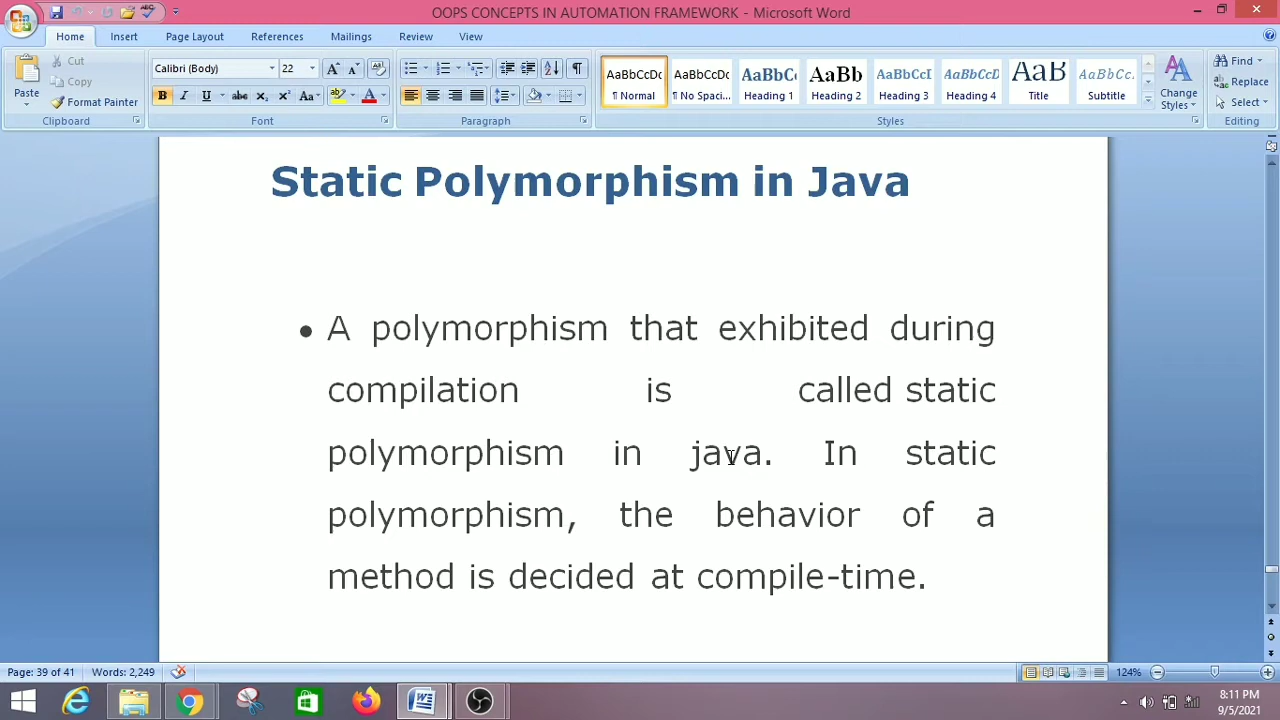 OOPS CONCEPTS IN AUTOMATION FRAMEWORK - Microsoft Word
Home Insert Page Layout References Mailings Review View
Paste
Cut
Copy
Format Painter
Clipboard
Calibri (Body) 22
B I U abc x₂ x² Aa
Font
Paragraph
AaBbCcDc AaBbCcDc AaBbC AaBb AaBbCcI AaBbCcD AaB AaBbCc.
¶ Normal ¶ No Spaci... Heading 1 Heading 2 Heading 3 Heading 4 Title Subtitle
Change Styles
Styles
Find
Replace
Select
Editing
Static Polymorphism in Java
• A polymorphism that exhibited during
compilation is called static
polymorphism in java. In static
polymorphism, the behavior of a
method is decided at compile-time.
Page: 39 of 41 Words: 2,249 124%
8:11 PM
9/5/2021